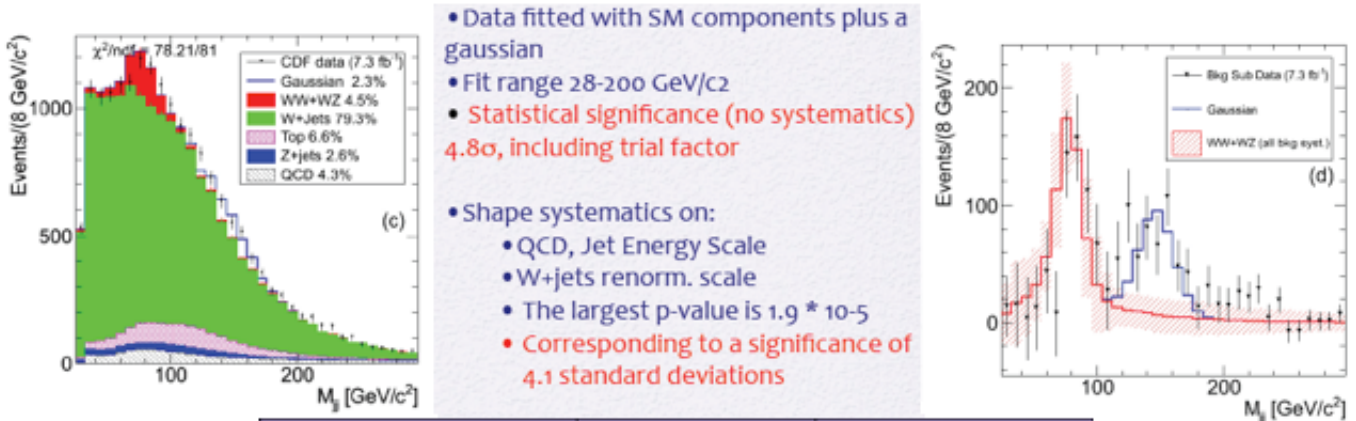 χ²/ndf = 78.21/81
CDF data (7.3 fb⁻¹)
Gaussian 2.3%
WW+WZ 4.5%
W+Jets 79.3%
Top 6.6%
Z+jets 2.6%
QCD 4.3%
(c)
Events/(8 GeV/c²)
1000
500
0
100
200
M_jj [GeV/c²]
•Data fitted with SM components plus a
gaussian
•Fit range 28-200 GeV/c2
• Statistical significance (no systematics)
4.8σ, including trial factor
•Shape systematics on:
•QCD, Jet Energy Scale
•W+jets renorm. scale
•The largest p-value is 1.9 * 10-5
• Corresponding to a significance of
4.1 standard deviations
Events/(8 GeV/c²)
200
100
0
Bkg Sub Data (7.3 fb⁻¹)
Gaussian
WW+WZ (all bkg syst.)
(d)
100
200
M_jj [GeV/c²]